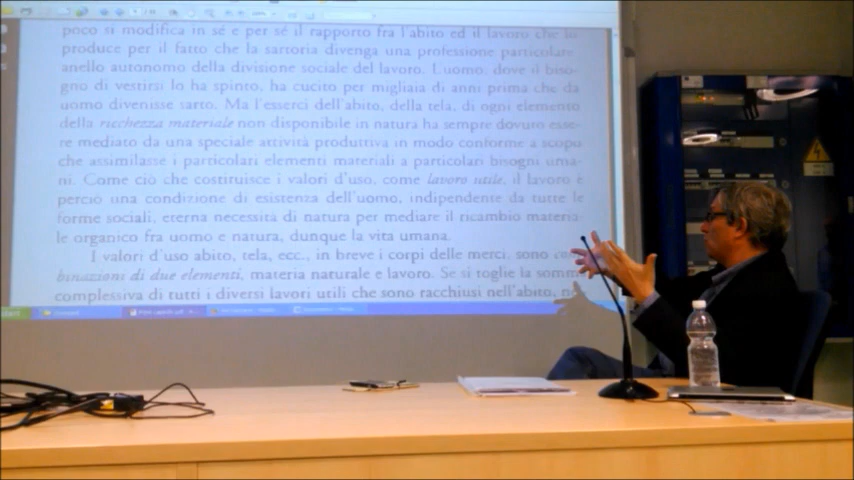 poco si modifica in sé e per sé il rapporto fra l'abito ed il lavoro che lo
produce per il fatto che la sartoria divenga una professione particolare
anello autonomo della divisione sociale del lavoro. L'uomo, dove il biso-
gno di vestirsi lo ha spinto, ha cucito per migliaia di anni prima che da
uomo divenisse sarto. Ma l'esserci dell'abito, della tela, di ogni elemento
della ricchezza materiale non disponibile in natura ha sempre dovuto esse-
re mediato da una speciale attività produttiva in modo conforme a scopo
che assimilasse i particolari elementi materiali a particolari bisogni uma-
ni. Come ciò che costituisce i valori d'uso, come lavoro utile, il lavoro è
perciò una condizione di esistenza dell'uomo, indipendente da tutte le
forme sociali, eterna necessità di natura per mediare il ricambio materia-
le organico fra uomo e natura, dunque la vita umana.
I valori d'uso abito, tela, ecc., in breve i corpi delle merci, sono com-
binazioni di due elementi, materia naturale e lavoro. Se si toglie la somma
complessiva di tutti i diversi lavori utili che sono racchiusi nell'abito,